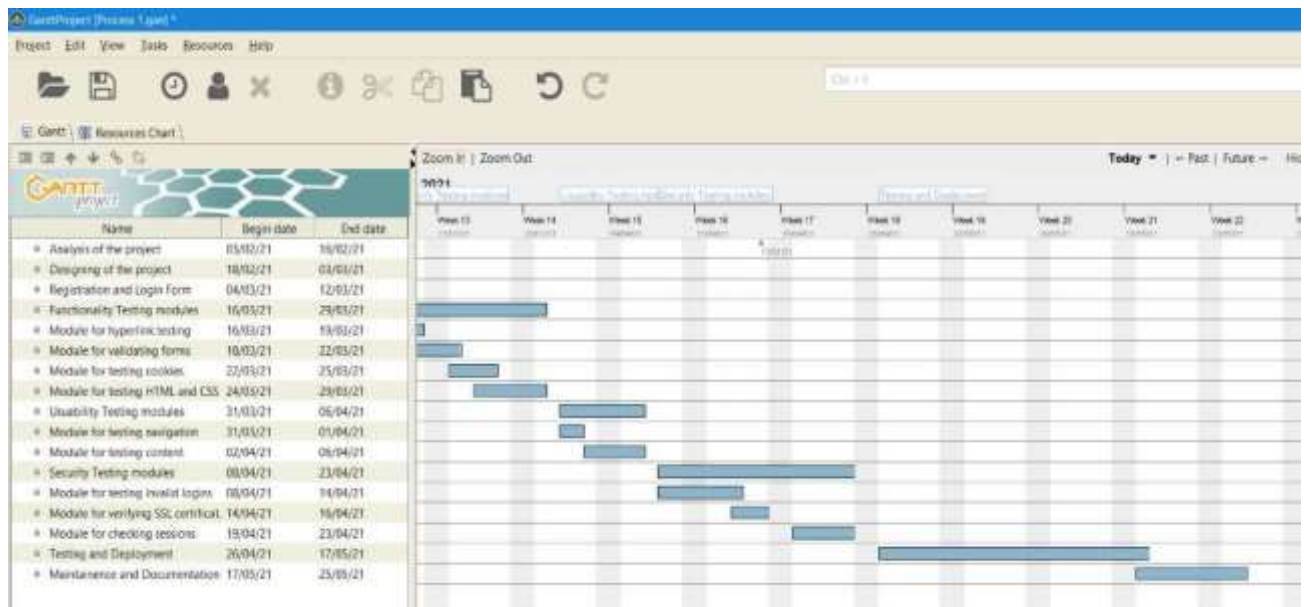 GanttProject [Process 1.gan] *
Project Edit View Tasks Resources Help
Gantt Resources Chart
Zoom In | Zoom Out Today | Past | Future
GANTT project
2021
Testing and Deployment
Name Begin date End date
Week 13 Week 14 Week 15 Week 16 Week 17 Week 18 Week 19 Week 20 Week 21 Week 22
Analysis of the project 03/02/21 16/02/21
Designing of the project 18/02/21 03/03/21
Registration and Login Form 04/03/21 12/03/21
Functionality Testing modules 16/03/21 29/03/21
Module for hyperlink testing 16/03/21 19/03/21
Module for validating forms 18/03/21 22/03/21
Module for testing cookies 22/03/21 25/03/21
Module for testing HTML and CSS 24/03/21 29/03/21
Usuability Testing modules 31/03/21 06/04/21
Module for testing navigation 31/03/21 01/04/21
Module for testing content 02/04/21 06/04/21
Security Testing modules 08/04/21 23/04/21
Module for testing invalid logins 08/04/21 14/04/21
Module for verifying SSL certificat. 14/04/21 16/04/21
Module for checking sessions 19/04/21 23/04/21
Testing and Deployment 26/04/21 17/05/21
Maintanence and Documentation 17/05/21 25/05/21